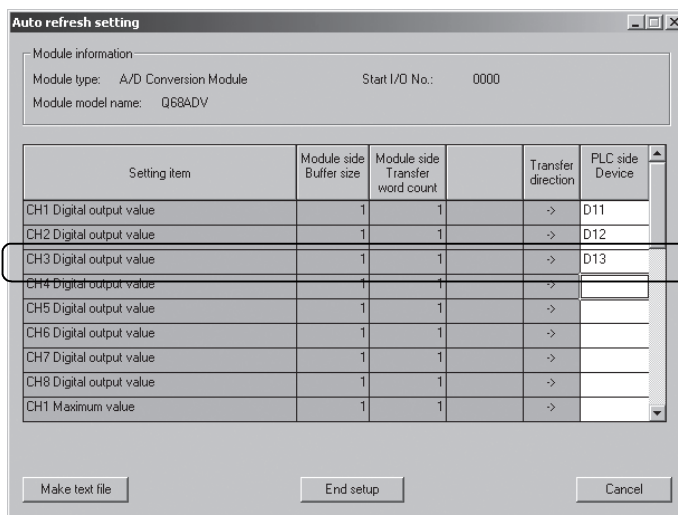 Auto refresh setting
Module information
Module type: A/D Conversion Module Start I/O No.: 0000
Module model name: Q68ADV
Setting item Module side Buffer size Module side Transfer word count Transfer direction PLC side Device
CH1 Digital output value 1 1 -> D11
CH2 Digital output value 1 1 -> D12
CH3 Digital output value 1 1 -> D13
CH4 Digital output value 1 1 ->
CH5 Digital output value 1 1 ->
CH6 Digital output value 1 1 ->
CH7 Digital output value 1 1 ->
CH8 Digital output value 1 1 ->
CH1 Maximum value 1 1 ->
Make text file End setup Cancel